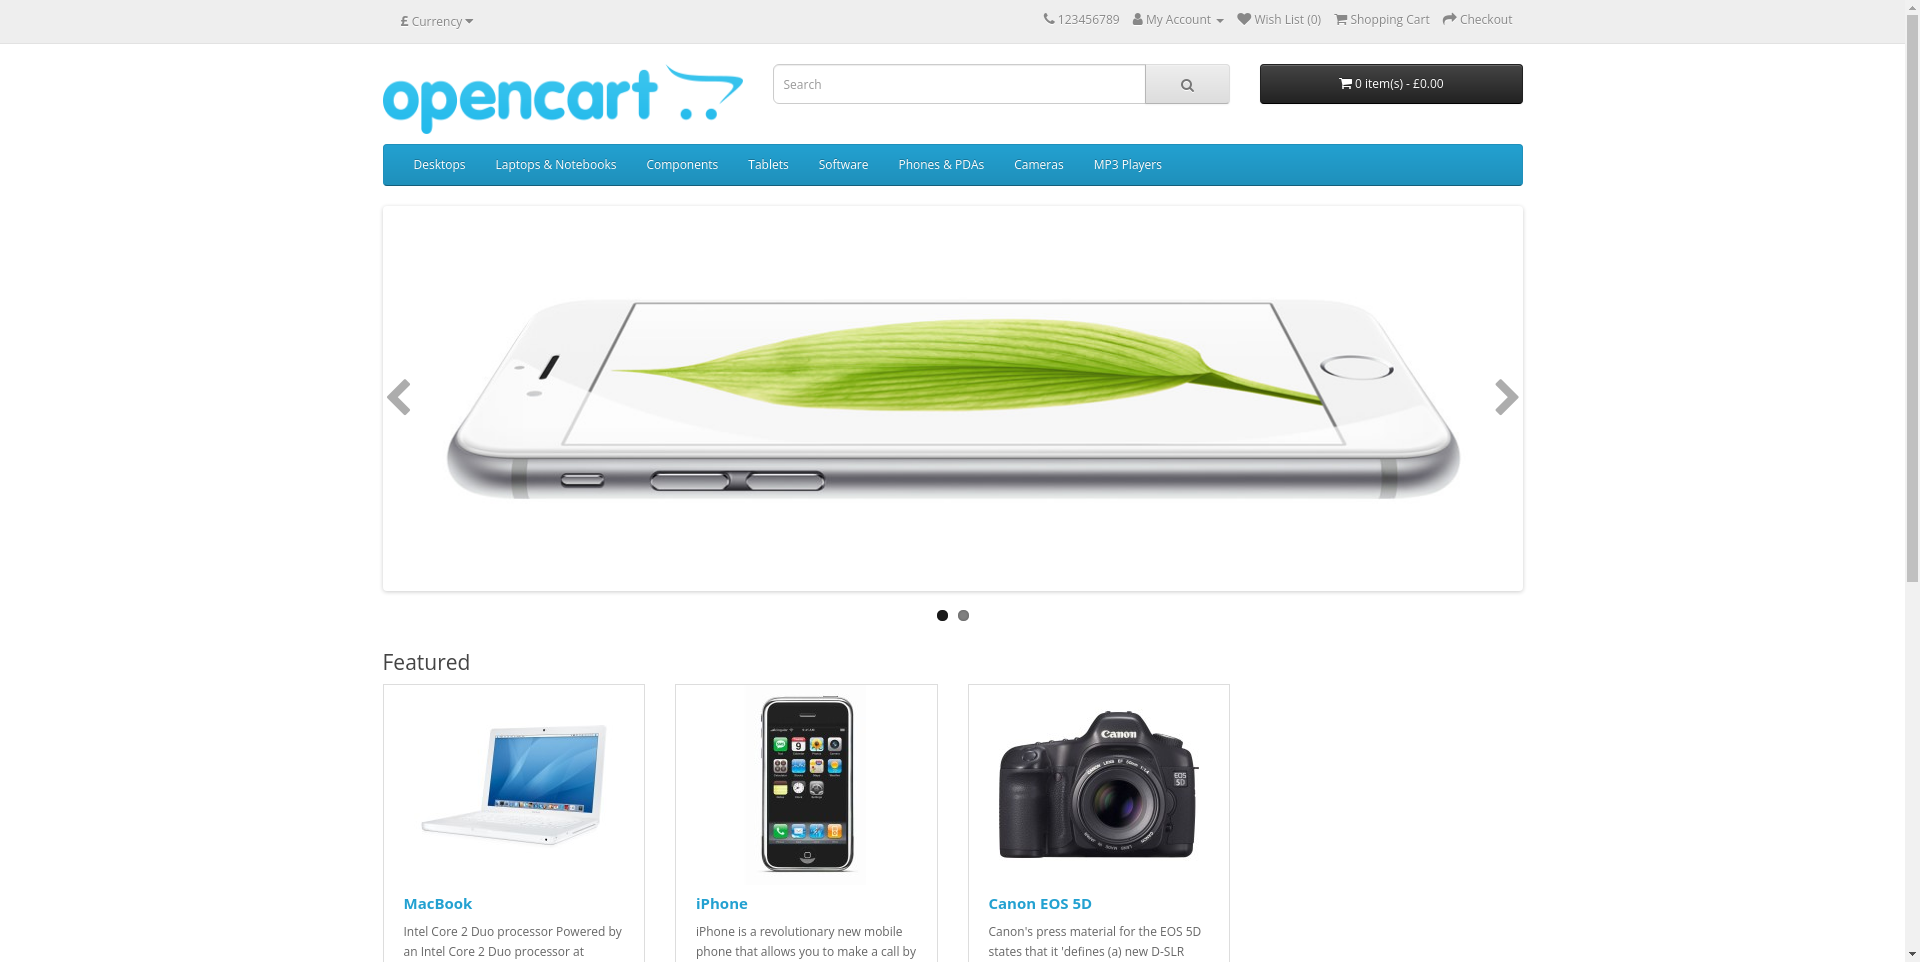 £ Currency
123456789
My Account
Wish List (0)
Shopping Cart
Checkout
opencart
Search
0 item(s) - £0.00
Desktops
Laptops & Notebooks
Components
Tablets
Software
Phones & PDAs
Cameras
MP3 Players
Featured
Canon
EOS
5D
MacBook
Intel Core 2 Duo processor Powered by
an Intel Core 2 Duo processor at
iPhone
iPhone is a revolutionary new mobile
phone that allows you to make a call by
Canon EOS 5D
Canon's press material for the EOS 5D
states that it 'defines (a) new D-SLR